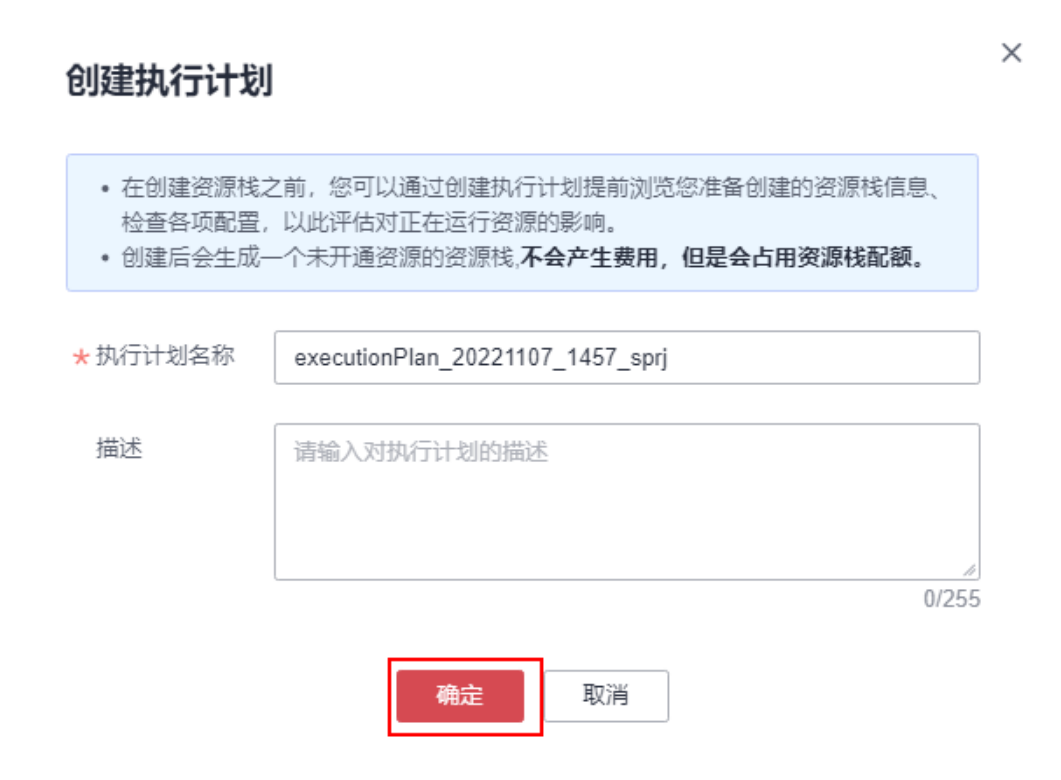 创建执行计划
• 在创建资源栈之前，您可以通过创建执行计划提前浏览您准备创建的资源栈信息、
检查各项配置，以此评估对正在运行资源的影响。
• 创建后会生成一个未开通资源的资源栈,不会产生费用，但是会占用资源栈配额。
* 执行计划名称
executionPlan_20221107_1457_sprj
描述
请输入对执行计划的描述
0/255
确定 取消